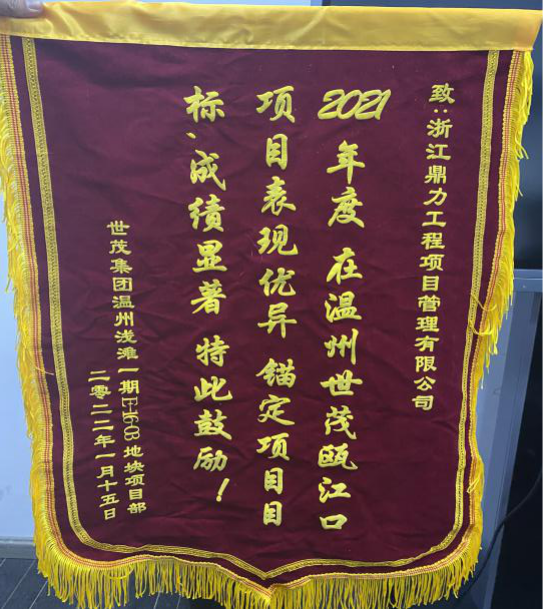 致:浙江鼎力工程项目管理有限公司
2021年度 在温州世茂瓯江口
项目表现优异 锚定项目目
标、成绩显著 特此鼓励!
世茂集团温州浅滩一期E-16-B地块项目部
二零二二年一月十五日